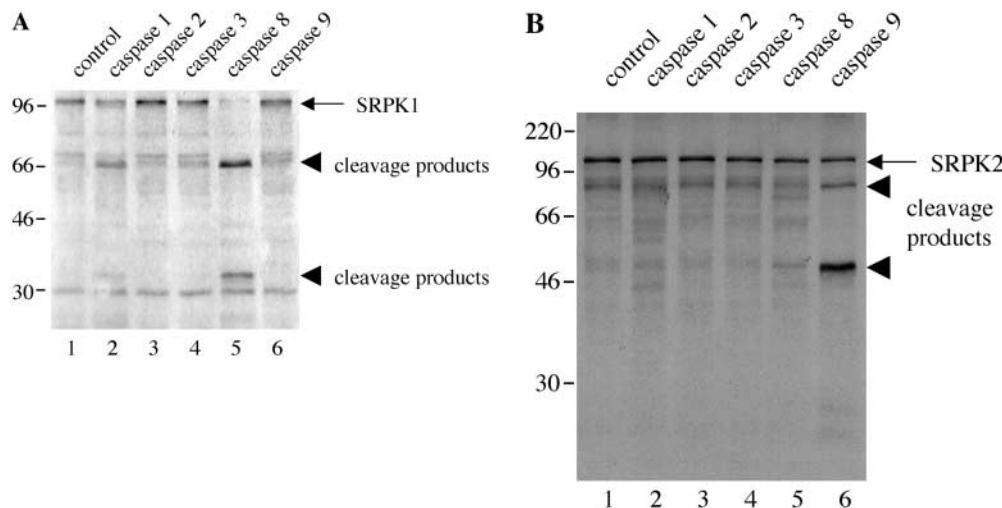 A
control
caspase 1
caspase 2
caspase 3
caspase 8
caspase 9
96
66
46
30
SRPK1
cleavage products
cleavage products
1 2 3 4 5 6
B
control
caspase 1
caspase 2
caspase 3
caspase 8
caspase 9
220
96
66
46
30
SRPK2
cleavage
products
1 2 3 4 5 6